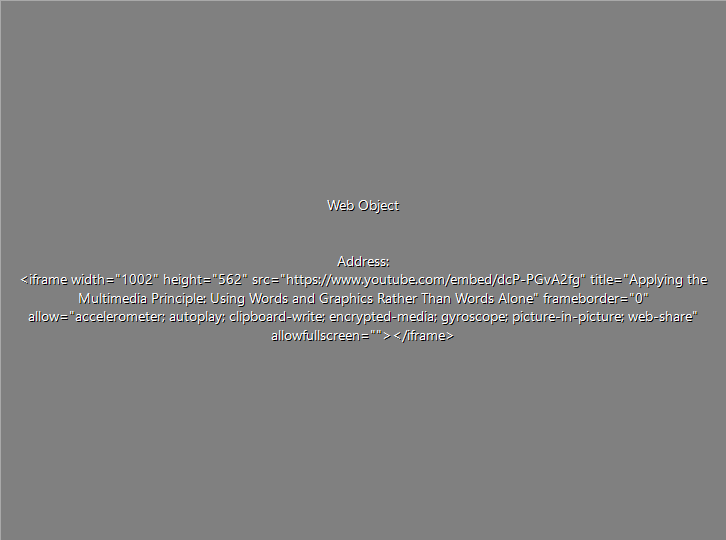 Web Object
Address:
<iframe width="1002" height="562" src="https://www.youtube.com/embed/dcP-PGvA2fg" title="Applying the
Multimedia Principle: Using Words and Graphics Rather Than Words Alone" frameborder="0"
allow="accelerometer; autoplay; clipboard-write; encrypted-media; gyroscope; picture-in-picture; web-share"
allowfullscreen=""></iframe>